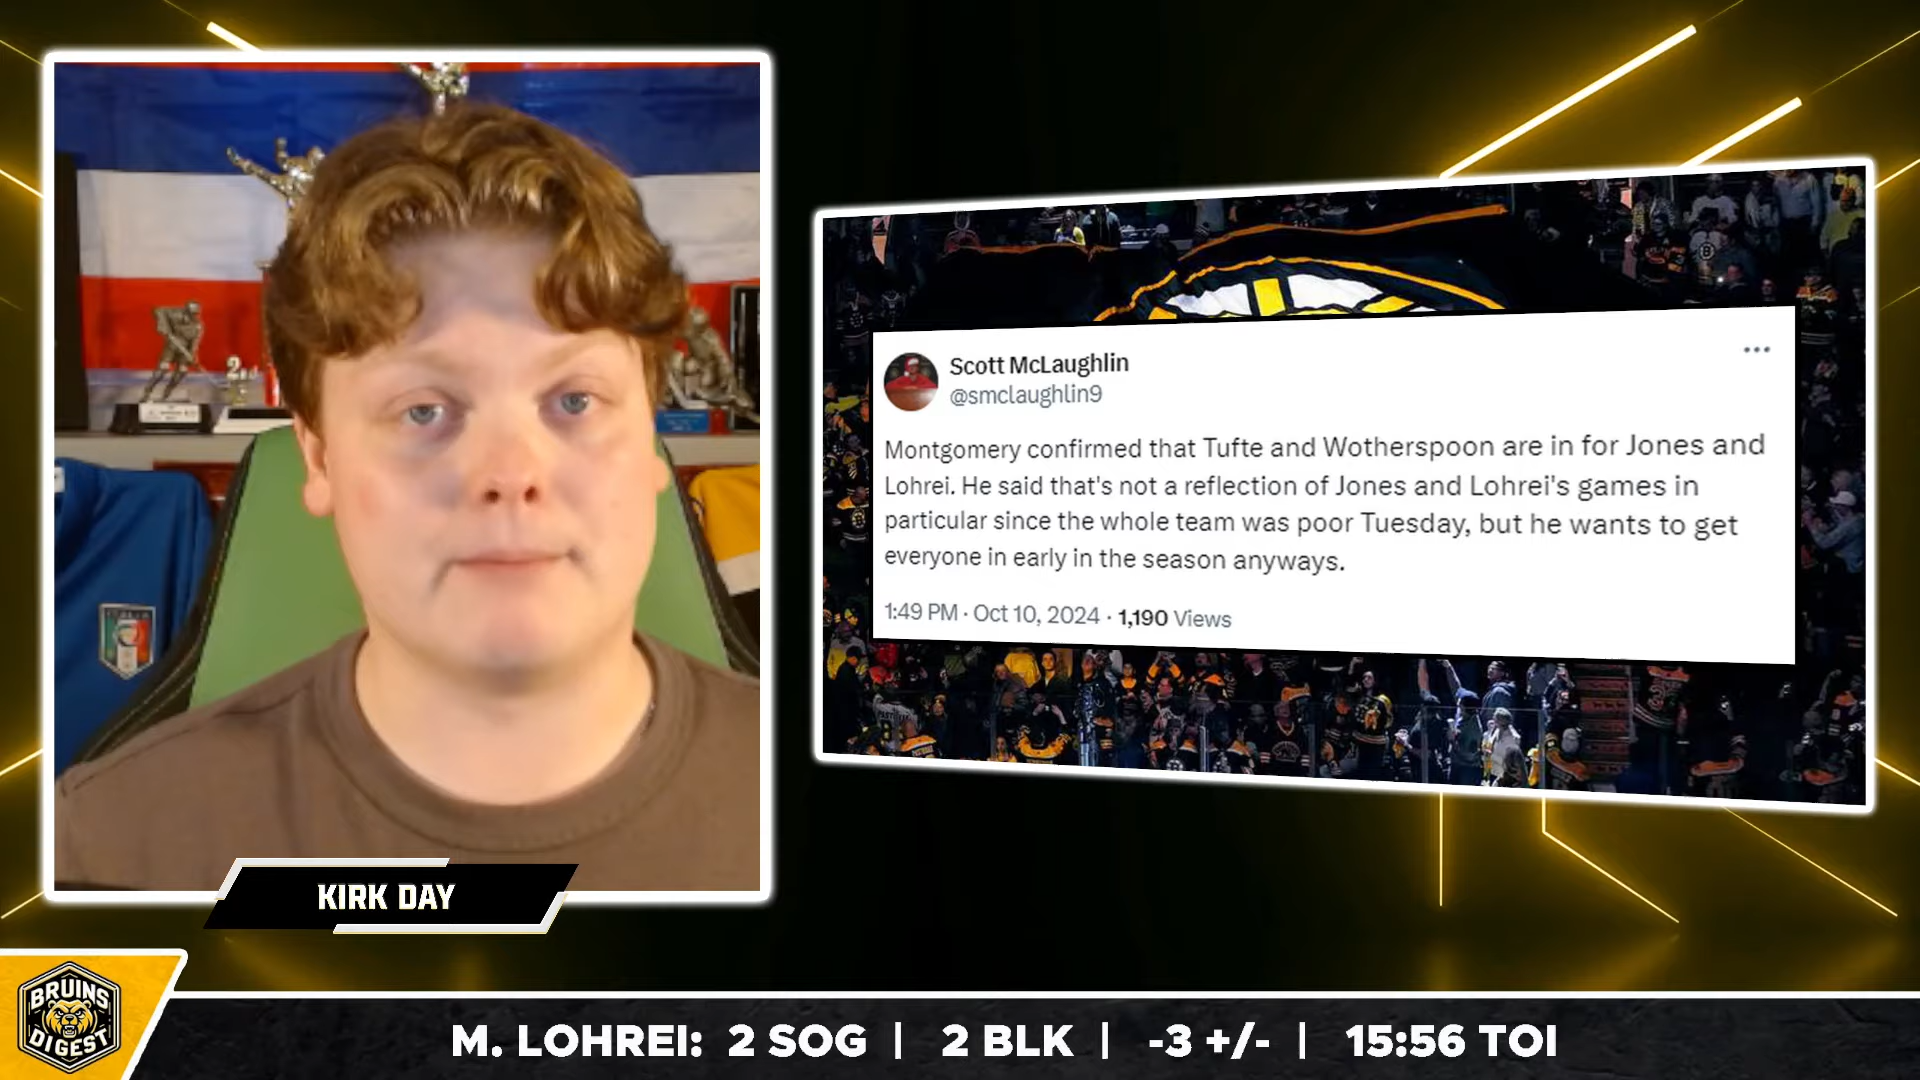 2nd
ITALIA
KIRK DAY
Scott McLaughlin
@smclaughlin9
Montgomery confirmed that Tufte and Wotherspoon are in for Jones and
Lohrei. He said that's not a reflection of Jones and Lohrei's games in
particular since the whole team was poor Tuesday, but he wants to get
everyone in early in the season anyways.
1:49 PM · Oct 10, 2024 · 1,190 Views
BRUINS
DIGEST
M. LOHREI: 2 SOG | 2 BLK | -3 +/- | 15:56 TOI